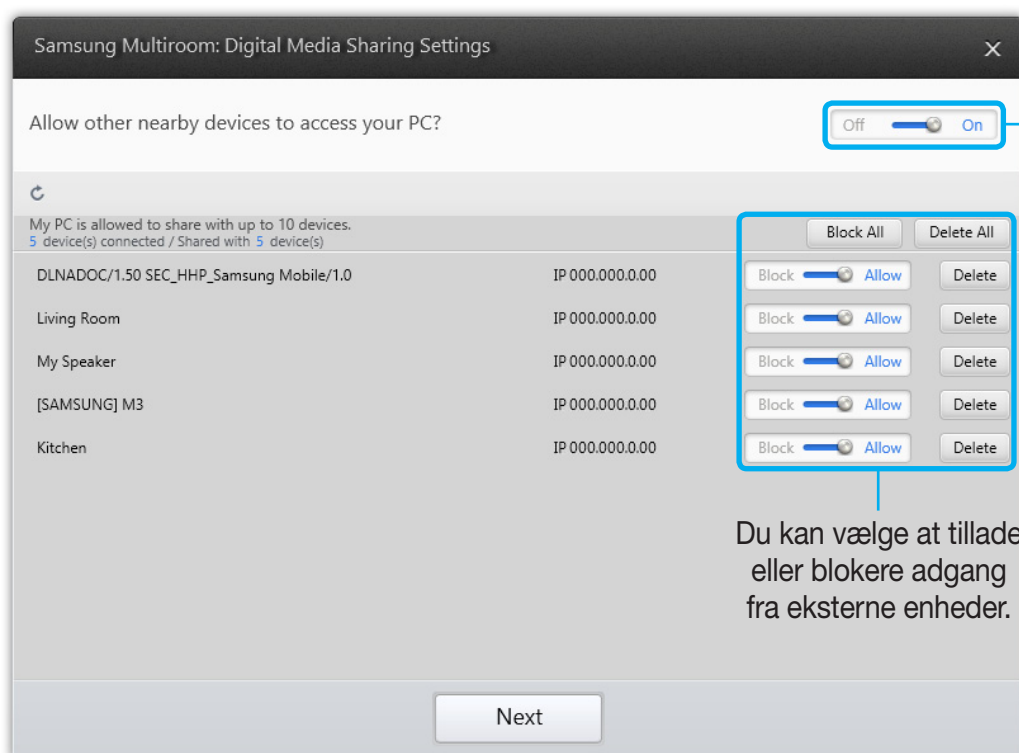 Samsung Multiroom: Digital Media Sharing Settings
Allow other nearby devices to access your PC?
Off On
My PC is allowed to share with up to 10 devices.
5 device(s) connected / Shared with 5 device(s)
Block All Delete All
DLNADOC/1.50 SEC_HHP_Samsung Mobile/1.0 IP 000.000.0.00 Block Allow Delete
Living Room IP 000.000.0.00 Block Allow Delete
My Speaker IP 000.000.0.00 Block Allow Delete
[SAMSUNG] M3 IP 000.000.0.00 Block Allow Delete
Kitchen IP 000.000.0.00 Block Allow Delete
Du kan vælge at tillade
eller blokere adgang
fra eksterne enheder.
Next